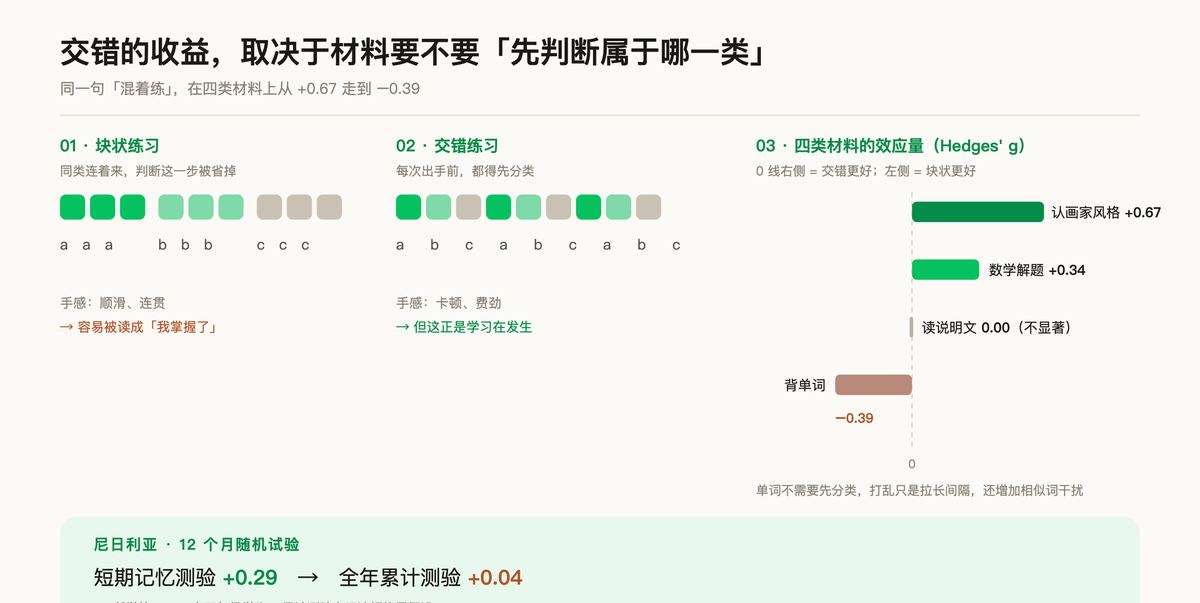 交错的收益，取决于材料要不要「先判断属于哪一类」
同一句「混着练」，在四类材料上从 +0.67 走到 −0.39
01 · 块状练习
同类连着来，判断这一步被省掉
a a a b b b c c c
手感：顺滑、连贯
→ 容易被读成「我掌握了」
02 · 交错练习
每次出手前，都得先分类
a b c a b c a b c
手感：卡顿、费劲
→ 但这正是学习在发生
03 · 四类材料的效应量（Hedges' g）
0 线右侧 = 交错更好；左侧 = 块状更好
认画家风格 +0.67
数学解题 +0.34
读说明文 0.00（不显著）
背单词
−0.39
0
单词不需要先分类，打乱只是拉长间隔，还增加相似词干扰
尼日利亚 · 12 个月随机试验
短期记忆测验 +0.29 → 全年累计测验 +0.04